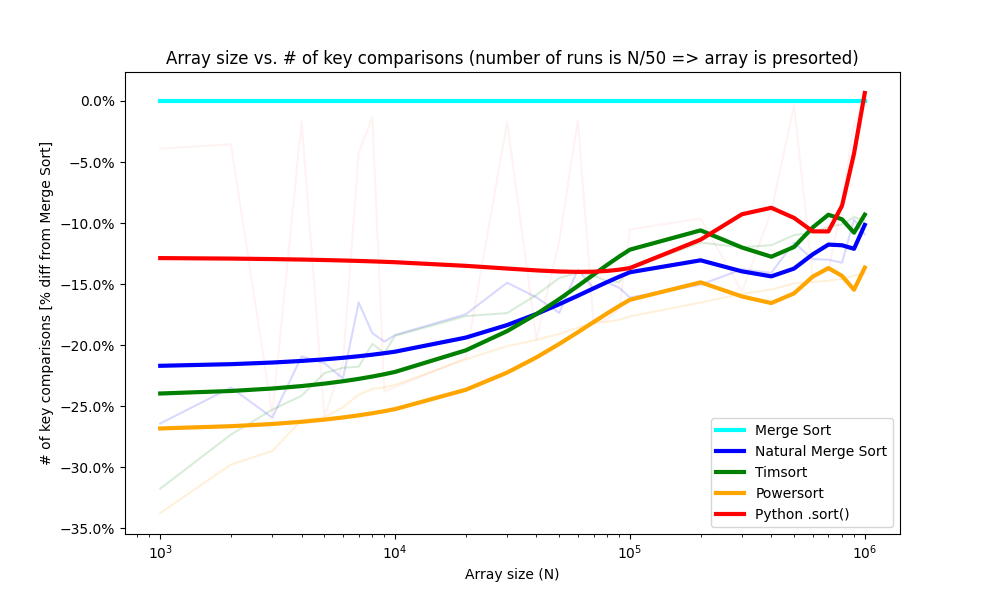 Array size vs. # of key comparisons (number of runs is N/50 => array is presorted)
# of key comparisons [% diff from Merge Sort]
0.0%
−5.0%
−10.0%
−15.0%
−20.0%
−25.0%
−30.0%
−35.0%
Merge Sort
Natural Merge Sort
Timsort
Powersort
Python .sort()
10³
10⁴
10⁵
10⁶
Array size (N)